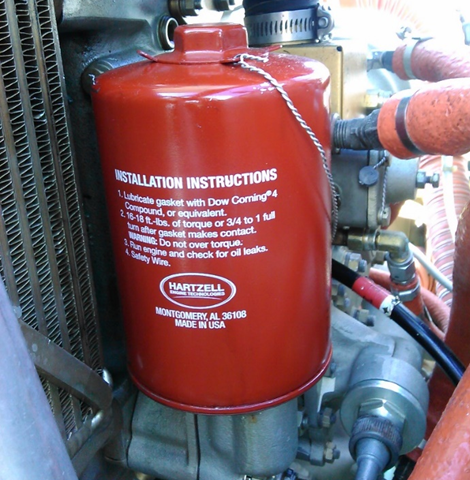 INSTALLATION INSTRUCTIONS
1. Lubricate gasket with Dow Corning® 4
Compound, or equivalent.
2. 16-18 ft.-lbs. of torque or 3/4 to 1 full
turn after gasket makes contact.
WARNING: Do not over torque.
3. Run engine and check for oil leaks.
4. Safety Wire.
HARTZELL
ENGINE TECHNOLOGIES
MONTGOMERY, AL 36108
MADE IN USA